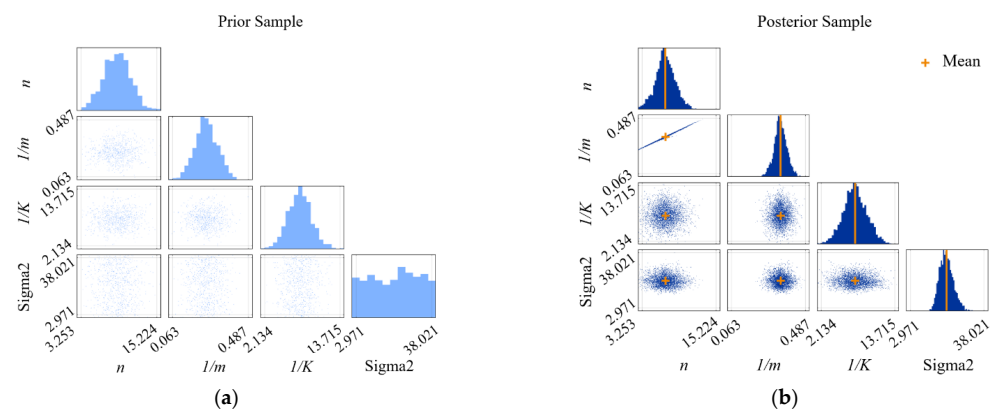 Prior Sample
n
0.487
1/m
0.063
13.715
1/K
2.134
38.021
Sigma2
2.971
3.253 15.224 0.063 0.487 2.134 13.715 2.971 38.021
n 1/m 1/K Sigma2
(a)
Posterior Sample
Mean
n
0.487
1/m
0.063
13.715
1/K
2.134
38.021
Sigma2
2.971
3.253 15.224 0.063 0.487 2.134 13.715 2.971 38.021
n 1/m 1/K Sigma2
(b)